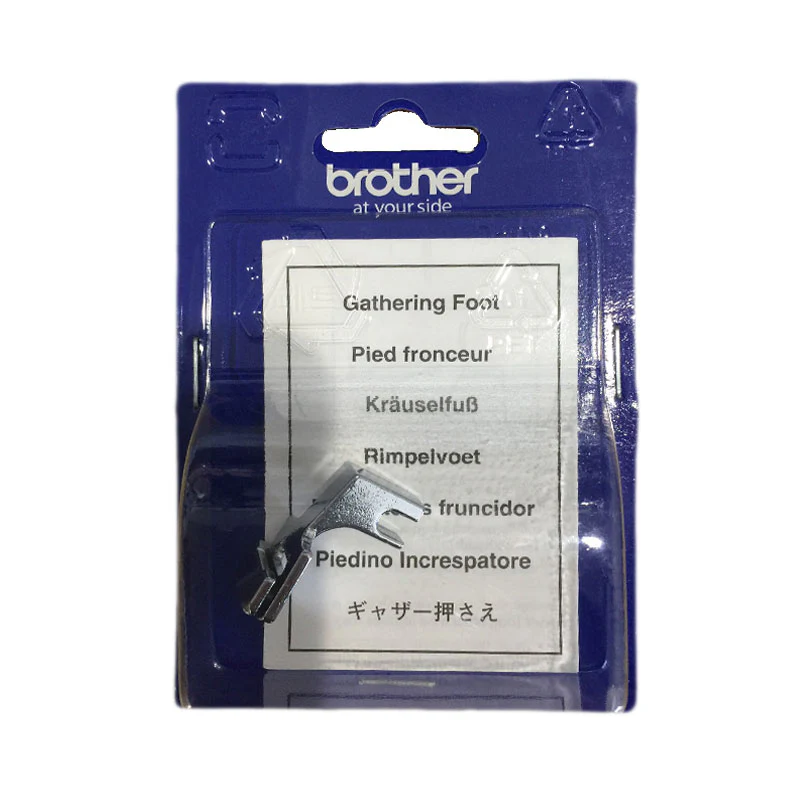 brother
at your side
Gathering Foot
Pied fronceur
Kräuselfuß
Rimpelvoet
fruncidor
Piedino Increspatore
ギャザー押さえ